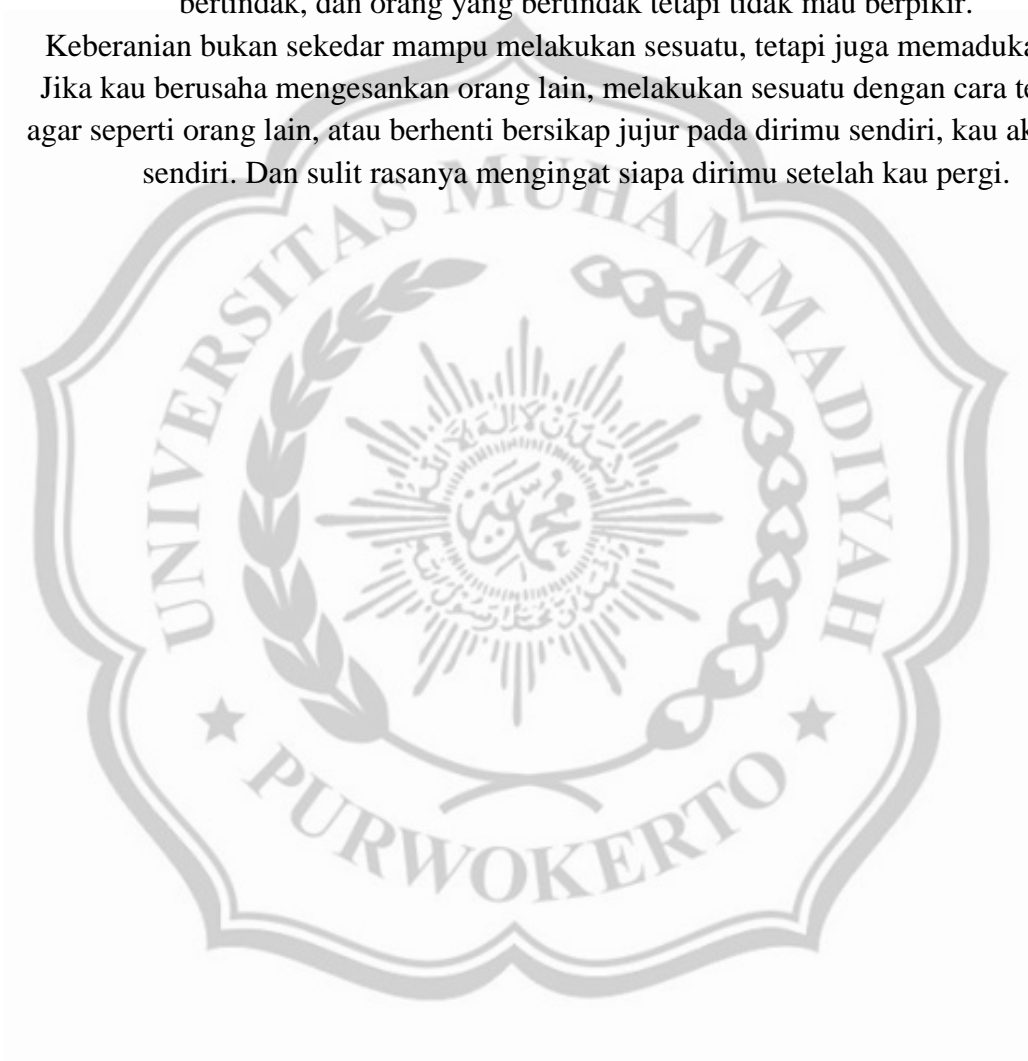 bertindak, dan orang yang bertindak tetapi tidak mau berpikir.
Keberanian bukan sekedar mampu melakukan sesuatu, tetapi juga
Jika kau berusaha mengesankan orang lain, melakukan sesuatu dengan cara
agar seperti orang lain, atau berhenti bersikap jujur pada dirimu sendiri, kau
sendiri. Dan sulit rasanya mengingat siapa dirimu setelah kau pergi.
UNIVERSITAS MUHAMMADIYAH
PURWOKERTO